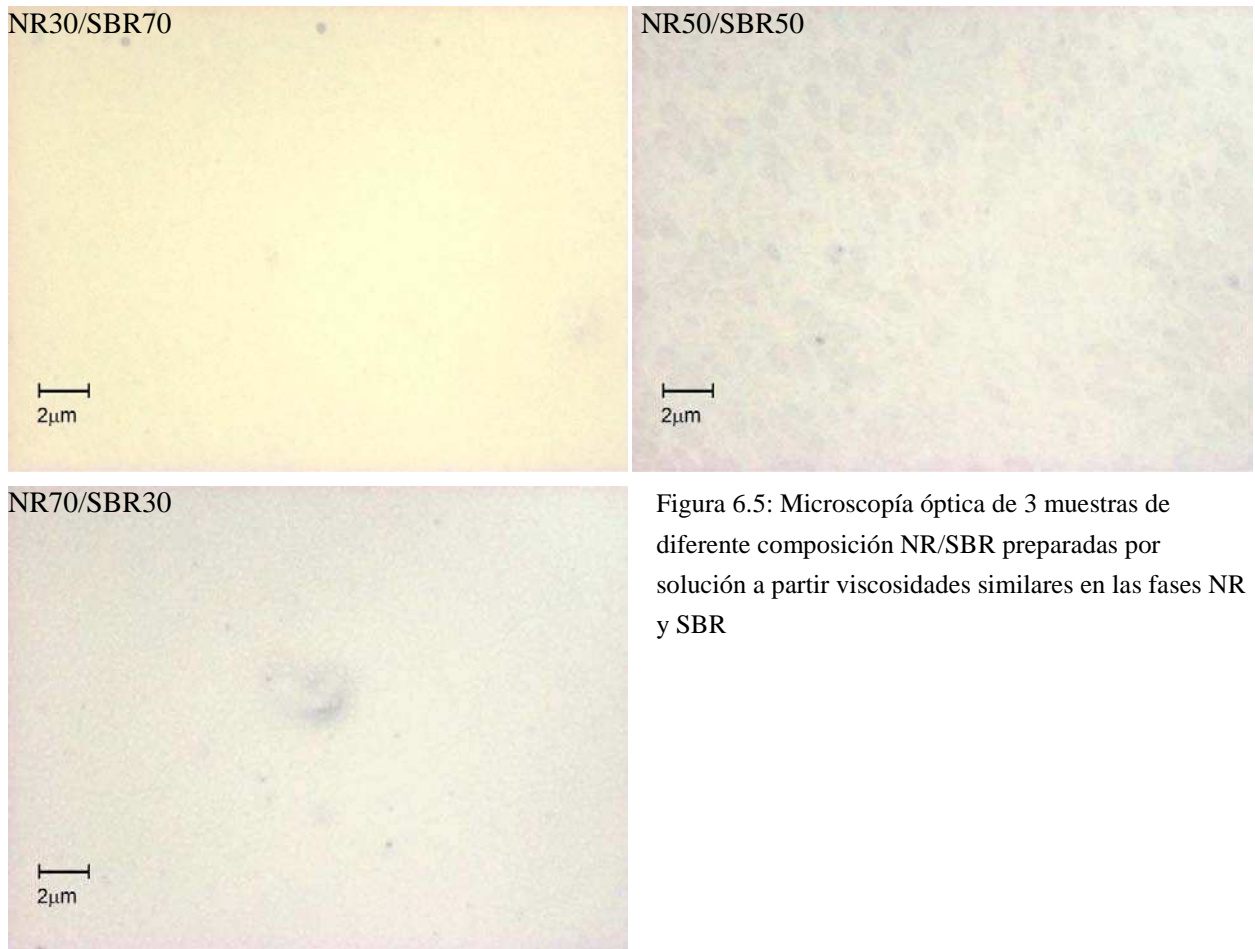 NR30/SBR70
NR50/SBR50
2µm
2µm
NR70/SBR30
Figura 6.5: Microscopía óptica de 3 muestras de
diferente composición NR/SBR preparadas por
solución a partir viscosidades similares en las fases NR
y SBR
2µm